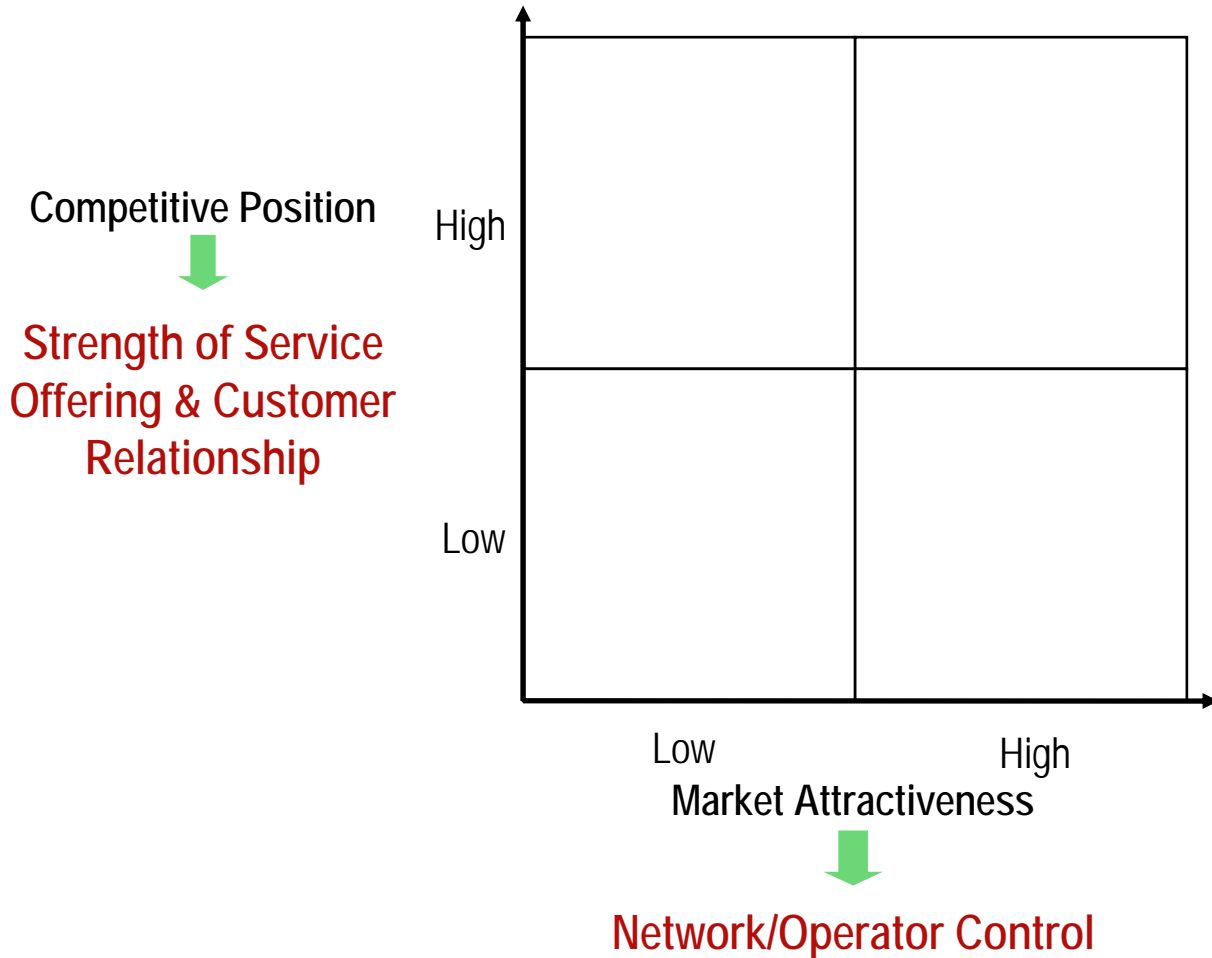 Competitive Position
High
Strength of Service
Offering & Customer
Relationship
Low
Low
High
Market Attractiveness
Network/Operator Control